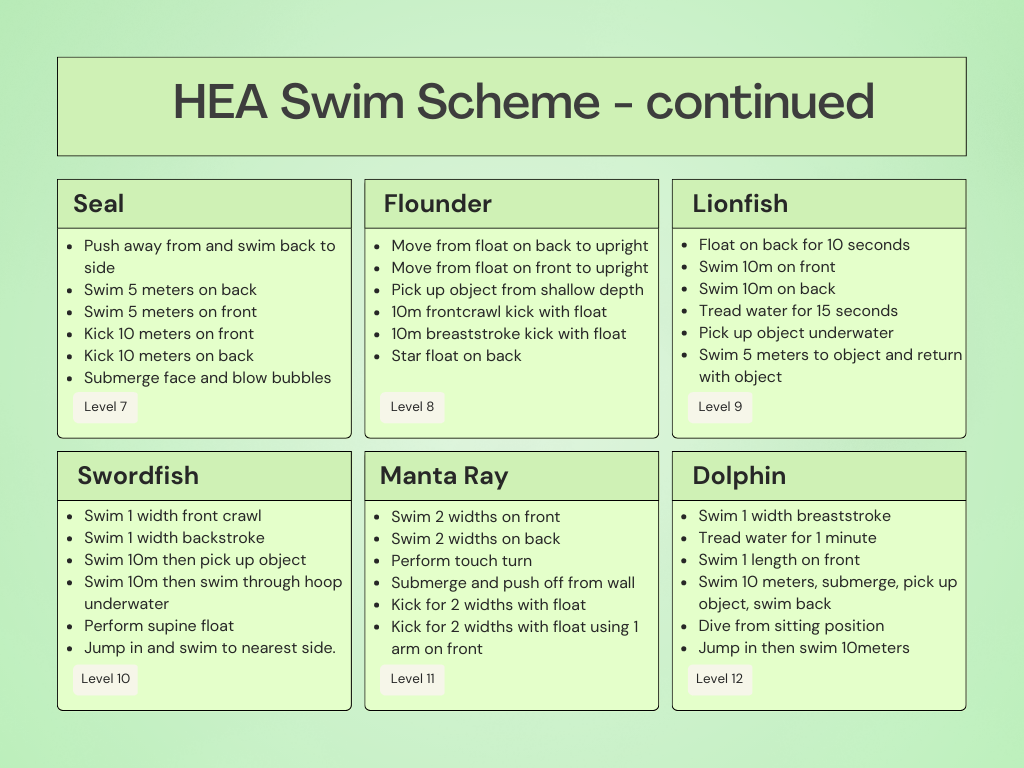 HEA Swim Scheme - continued
Seal
• Push away from and swim back to
side
• Swim 5 meters on back
• Swim 5 meters on front
• Kick 10 meters on front
• Kick 10 meters on back
• Submerge face and blow bubbles
Level 7
Flounder
• Move from float on back to upright
• Move from float on front to upright
• Pick up object from shallow depth
• 10m frontcrawl kick with float
• 10m breaststroke kick with float
• Star float on back
Level 8
Lionfish
• Float on back for 10 seconds
• Swim 10m on front
• Swim 10m on back
• Tread water for 15 seconds
• Pick up object underwater
• Swim 5 meters to object and return
with object
Level 9
Swordfish
• Swim 1 width front crawl
• Swim 1 width backstroke
• Swim 10m then pick up object
• Swim 10m then swim through hoop
underwater
• Perform supine float
• Jump in and swim to nearest side.
Level 10
Manta Ray
• Swim 2 widths on front
• Swim 2 widths on back
• Perform touch turn
• Submerge and push off from wall
• Kick for 2 widths with float
• Kick for 2 widths with float using 1
arm on front
Level 11
Dolphin
• Swim 1 width breaststroke
• Tread water for 1 minute
• Swim 1 length on front
• Swim 10 meters, submerge, pick up
object, swim back
• Dive from sitting position
• Jump in then swim 10meters
Level 12